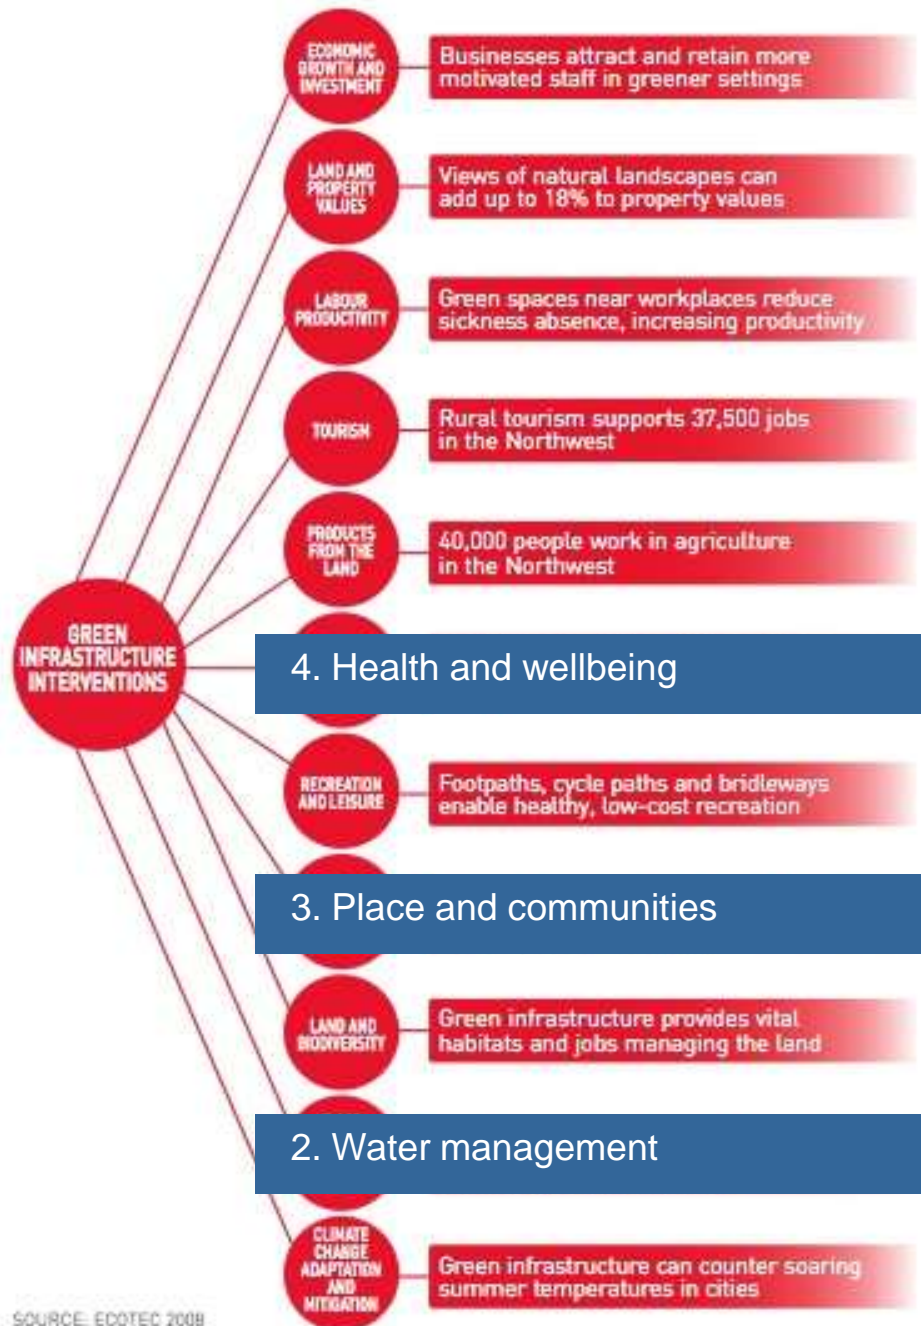 ECONOMIC
GROWTH AND
INVESTMENT
Businesses attract and retain more
motivated staff in greener settings
LAND AND
PROPERTY
VALUES
Views of natural landscapes can
add up to 18% to property values
LABOUR
PRODUCTIVITY
Green spaces near workplaces reduce
sickness absence, increasing productivity
TOURISM
Rural tourism supports 37,500 jobs
in the Northwest
PRODUCTS
FROM THE
LAND
40,000 people work in agriculture
in the Northwest
GREEN
INFRASTRUCTURE
INTERVENTIONS
4. Health and wellbeing
RECREATION
AND LEISURE
Footpaths, cycle paths and bridleways
enable healthy, low-cost recreation
3. Place and communities
LAND AND
BIODIVERSITY
Green infrastructure provides vital
habitats and jobs managing the land
2. Water management
CLIMATE
CHANGE
ADAPTATION
AND
MITIGATION
Green infrastructure can counter soaring
summer temperatures in cities
SOURCE: ECOTEC 2008